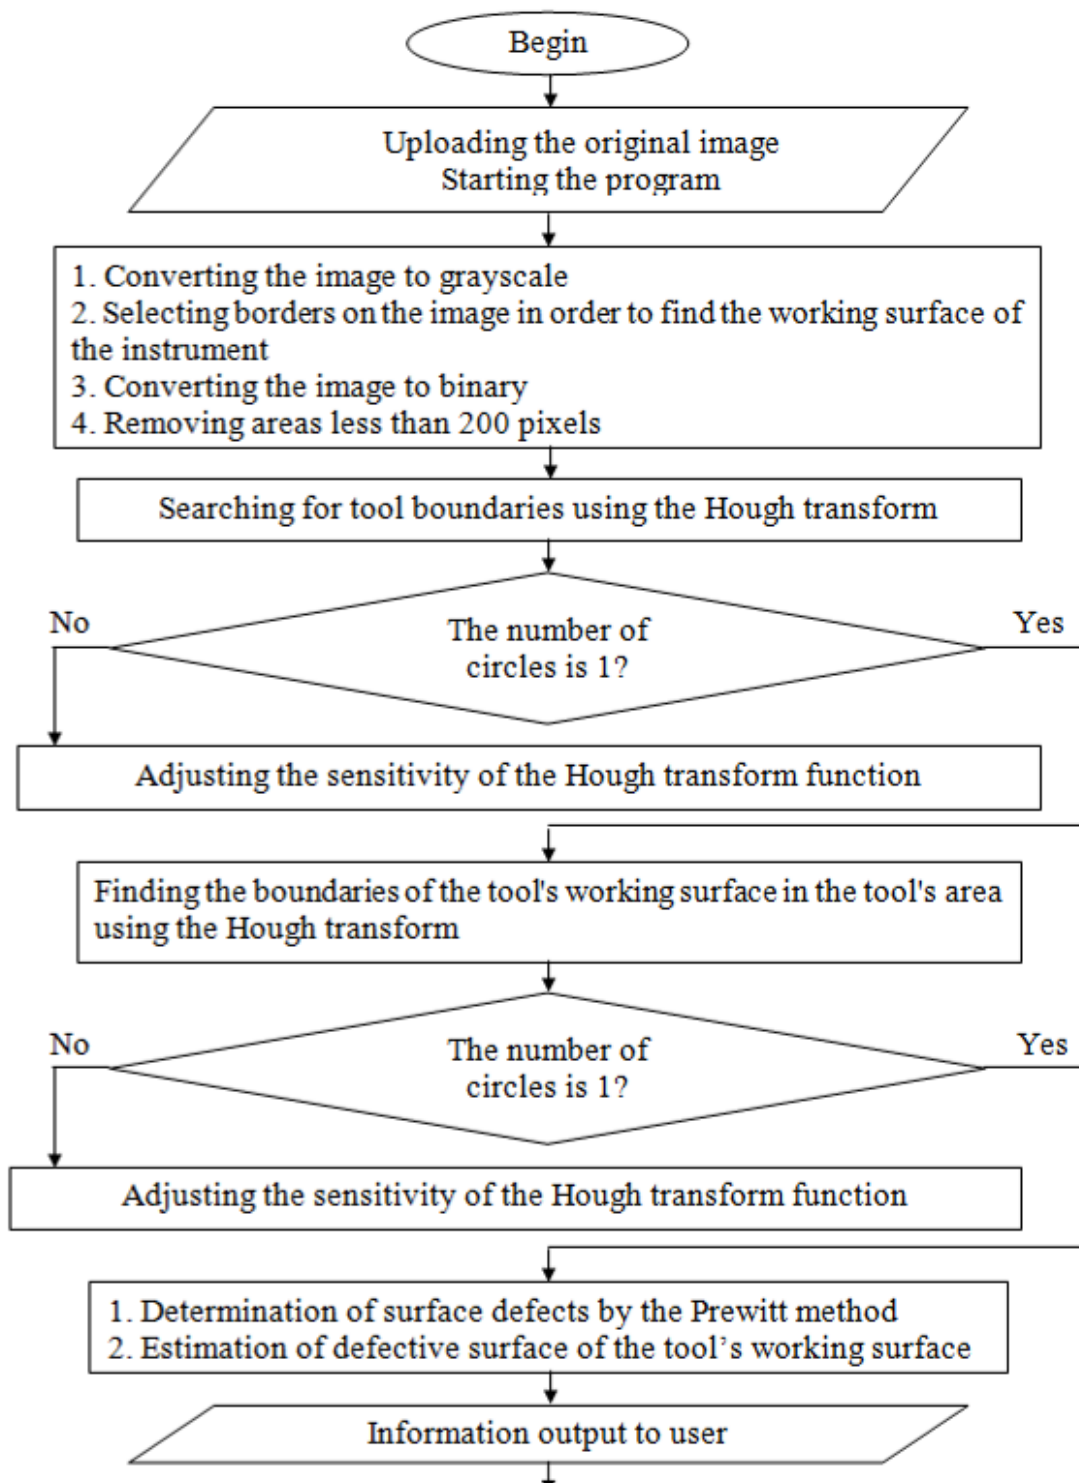 Begin
Uploading the original image
Starting the program
1. Converting the image to grayscale
2. Selecting borders on the image in order to find the working surface of
the instrument
3. Converting the image to binary
4. Removing areas less than 200 pixels
Searching for tool boundaries using the Hough transform
No
The number of
circles is 1?
Yes
Adjusting the sensitivity of the Hough transform function
Finding the boundaries of the tool's working surface in the tool's area
using the Hough transform
No
The number of
circles is 1?
Yes
Adjusting the sensitivity of the Hough transform function
1. Determination of surface defects by the Prewitt method
2. Estimation of defective surface of the tool’s working surface
Information output to user